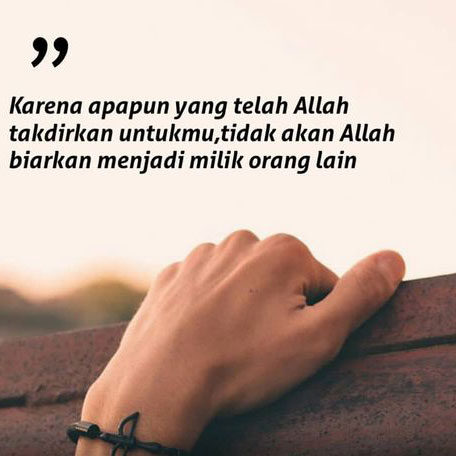 ”
Karena apapun yang telah Allah
takdirkan untukmu,tidak akan Allah
biarkan menjadi milik orang lain